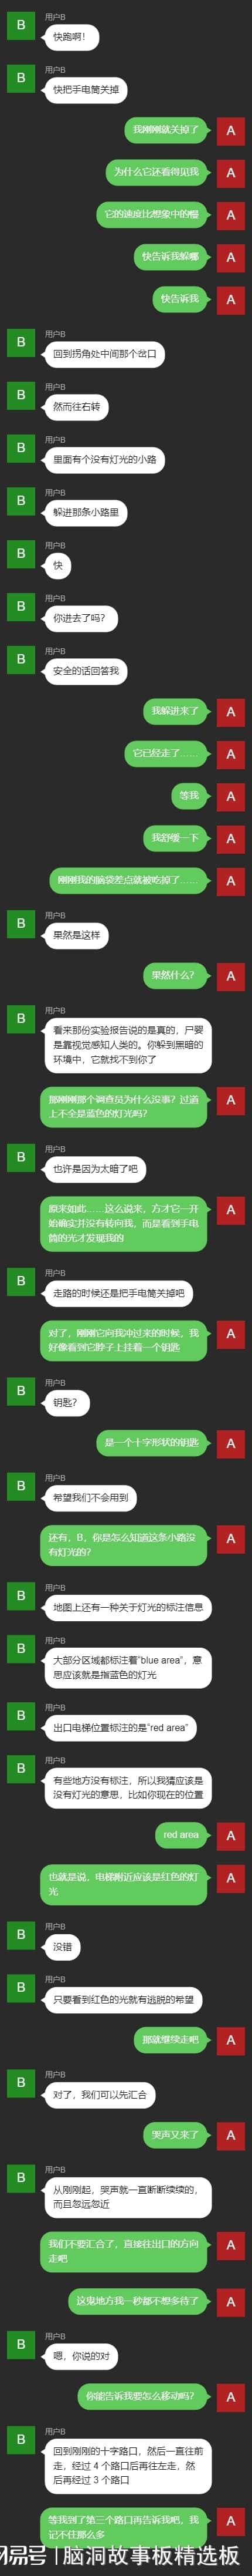 用户B
B
快跑啊！
用户B
B
快把手电筒关掉
我刚刚就关掉了
A
为什么它还看得见我
A
它的速度比想象中的慢
A
快告诉我躲哪
A
快告诉我
A
用户B
B
回到拐角处中间那个岔口
用户B
B
然而往右转
用户B
B
里面有个没有灯光的小路
用户B
B
躲进那条小路里
用户B
B
快
用户B
B
你进去了吗？
用户B
B
安全的话回答我
我躲进来了
A
它已经走了……
A
等我
A
我舒缓一下
A
刚刚我的脑袋差点就被吃掉了……
A
用户B
B
果然是这样
果然什么？
A
用户B
B
看来那份实验报告说的是真的，尸婴
是靠视觉感知人类的。你躲到黑暗的
环境中，它就找不到你了
那刚刚那个调查员为什么没事？过道
上不全是蓝色的灯光吗？
A
用户B
B
也许是因为太暗了吧
原来如此……这么说来，方才它一开
始确实并没有转向我，而是看到手电
筒的光才发现我的
A
用户B
B
走路的时候还是把手电筒关掉吧
对了，刚刚它向我冲过来的时候，我
好像看到它脖子上挂着一个钥匙
A
用户B
B
钥匙？
是一个十字形状的钥匙
A
用户B
B
希望我们不会用到
还有，B，你是怎么知道这条小路没
有灯光的？
A
用户B
B
地图上还有一种关于灯光的标注信息
用户B
B
大部分区域都标注着“blue area”，意
思应该就是指蓝色的灯光
用户B
B
出口电梯位置标注的是“red area”
用户B
B
有些地方没有标注，所以我猜应该是
没有灯光的意思，比如你现在的位置
red area
A
也就是说，电梯附近应该是红色的灯
光
A
用户B
B
没错
用户B
B
只要看到红色的光就有逃脱的希望
那就继续走吧
A
用户B
B
对了，我们可以先汇合
哭声又来了
A
用户B
B
从刚刚起，哭声就一直断断续续的，
而且忽远忽近
我们不要汇合了，直接往出口的方向
走吧
A
这鬼地方我一秒都不想多待了
A
用户B
B
嗯，你说的对
你能告诉我要怎么移动吗？
A
用户B
B
回到刚刚的十字路口，然后一直往前
走，经过 4 个路口后再往左走，然
后再经过 3 个路口
等我到了第三个路口再告诉我吧，我
记不住那么多
A
易号 | 脑洞故事板精选板